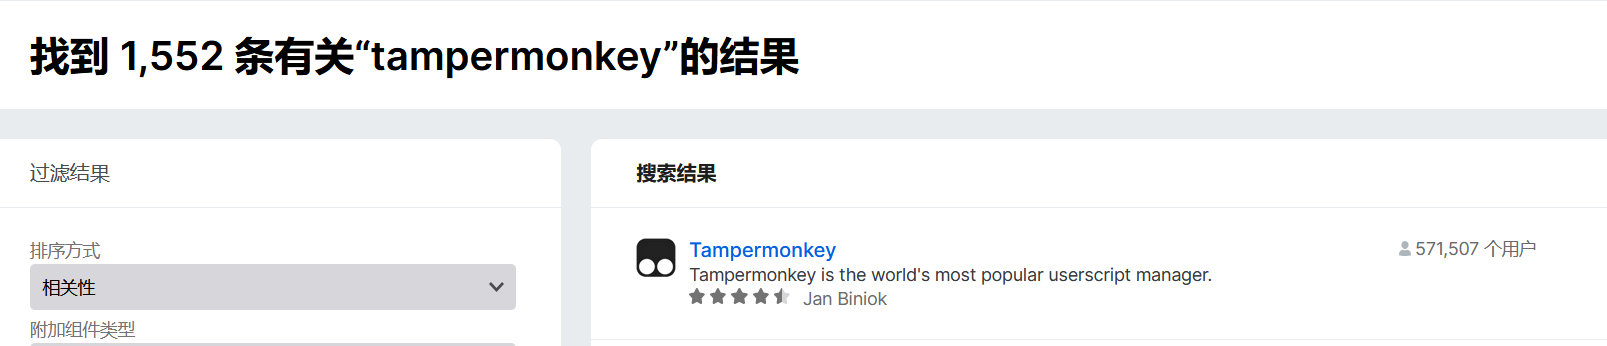 找到 1,552 条有关“tampermonkey”的结果
过滤结果
排序方式
相关性
附加组件类型
搜索结果
Tampermonkey
571,507 个用户
Tampermonkey is the world's most popular userscript manager.
Jan Biniok